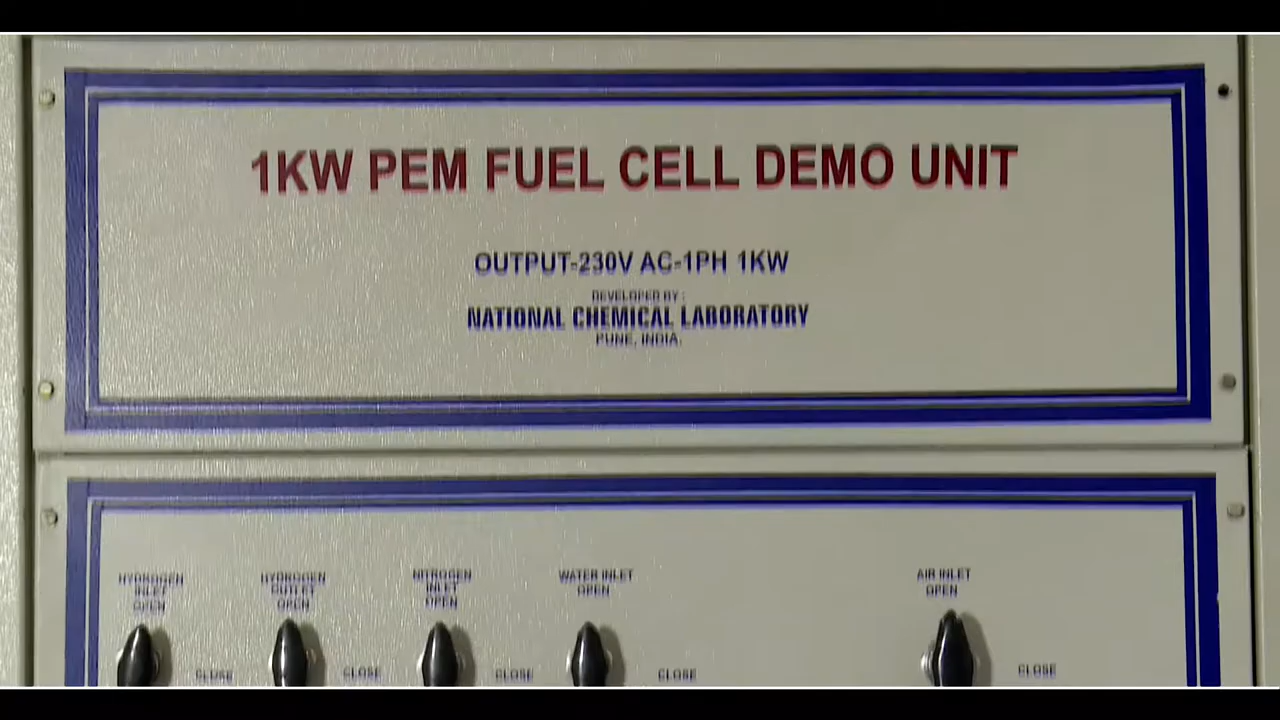 1KW PEM FUEL CELL DEMO UNIT
OUTPUT-230V AC-1PH 1KW
DEVELOPED BY :
NATIONAL CHEMICAL LABORATORY
PUNE, INDIA.
HYDROGEN
INLET
OPEN
HYDROGEN
OUTLET
OPEN
NITROGEN
INLET
OPEN
WATER INLET
OPEN
AIR INLET
OPEN
CLOSE
CLOSE
CLOSE
CLOSE
CLOSE